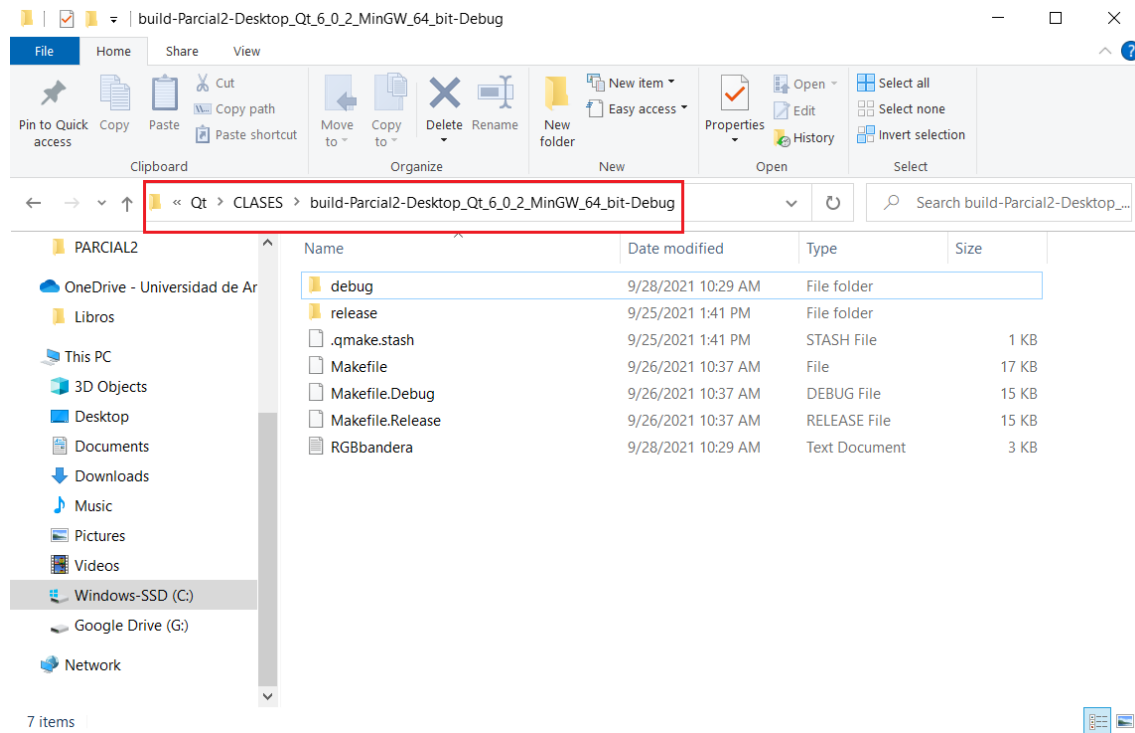 build-Parcial2-Desktop_Qt_6_0_2_MinGW_64_bit-Debug
File Home Share View
?
Pin to Quick access
Copy
Paste
Cut
Copy path
Paste shortcut
Clipboard
Move to
Copy to
Delete
Rename
Organize
New folder
New item
Easy access
New
Properties
Open
Edit
History
Open
Select all
Select none
Invert selection
Select
« Qt > CLASES > build-Parcial2-Desktop_Qt_6_0_2_MinGW_64_bit-Debug
Search build-Parcial2-Desktop_...
PARCIAL2
OneDrive - Universidad de Ar
Libros
This PC
3D Objects
Desktop
Documents
Downloads
Music
Pictures
Videos
Windows-SSD (C:)
Google Drive (G:)
Network
Name Date modified Type Size
debug 9/28/2021 10:29 AM File folder
release 9/25/2021 1:41 PM File folder
.qmake.stash 9/25/2021 1:41 PM STASH File 1 KB
Makefile 9/26/2021 10:37 AM File 17 KB
Makefile.Debug 9/26/2021 10:37 AM DEBUG File 15 KB
Makefile.Release 9/26/2021 10:37 AM RELEASE File 15 KB
RGBbandera 9/28/2021 10:29 AM Text Document 3 KB
7 items